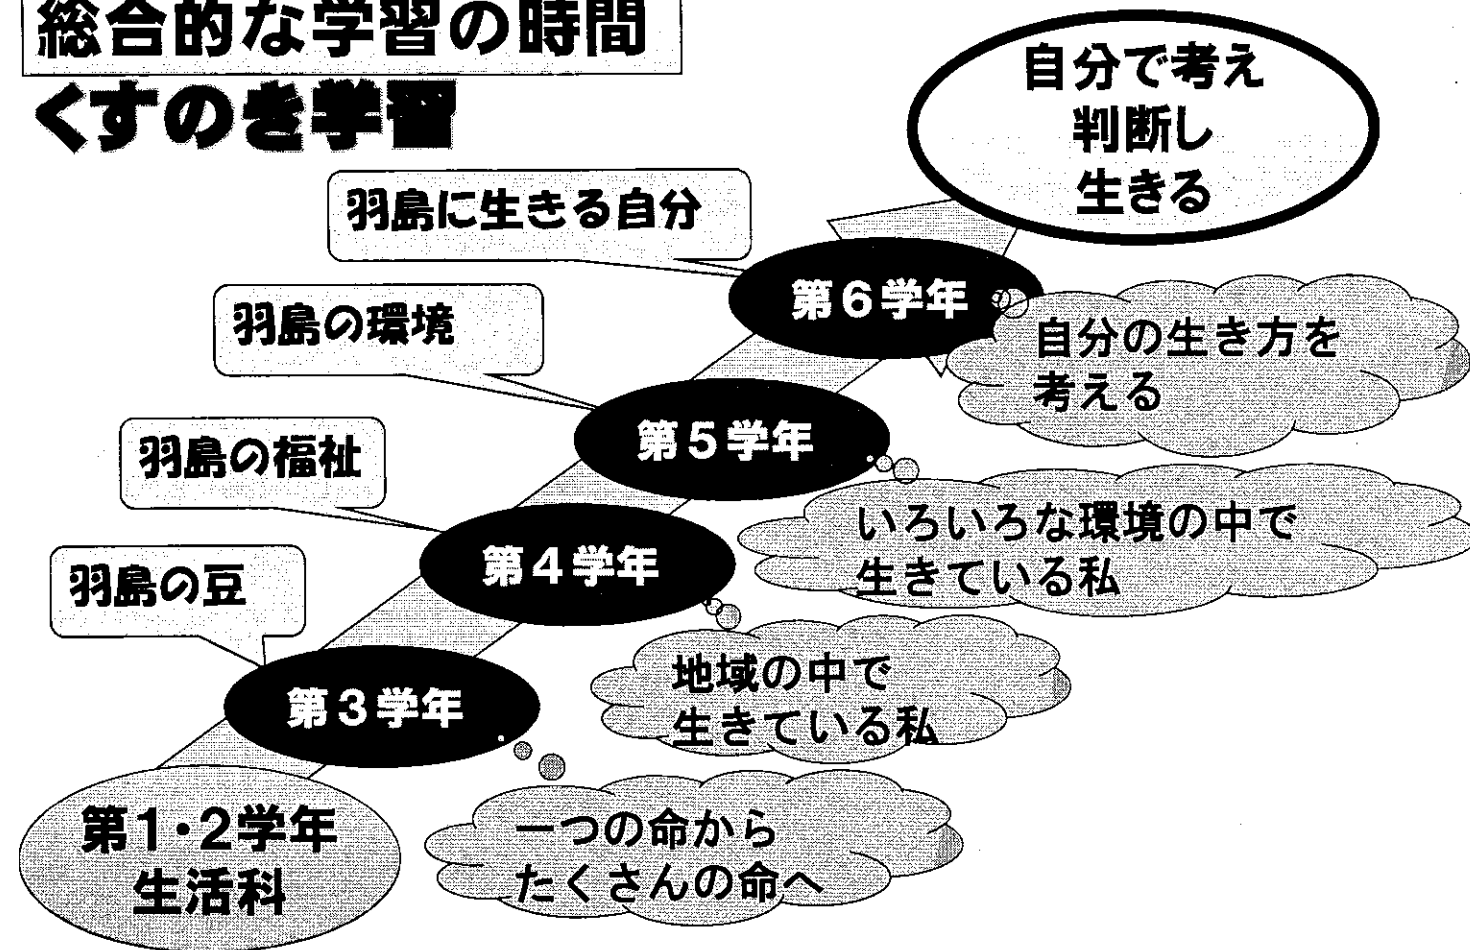 総合的な学習の時間
くすのき学習
自分で考え
判断し
生きる
羽島に生きる自分
第6学年
自分の生き方を
考える
羽島の環境
第5学年
いろいろな環境の中で
生きている私
羽島の福祉
第4学年
地域の中で
生きている私
羽島の豆
第3学年
一つの命から
たくさんの命へ
第1・2学年
生活科